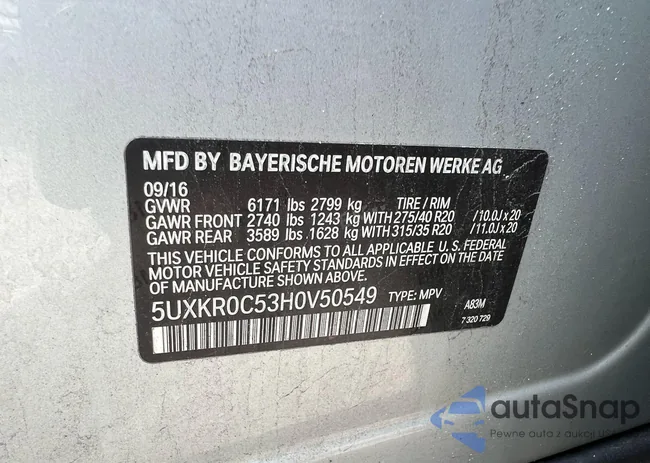 MFD BY BAYERISCHE MOTOREN WERKE AG
09/16
GVWR 6171 lbs 2799 kg TIRE / RIM
GAWR FRONT 2740 lbs 1243 kg WITH 275/40 R20 /10.0J x 20
GAWR REAR 3589 lbs 1628 kg WITH 315/35 R20 /11.0J x 20
THIS VEHICLE CONFORMS TO ALL APPLICABLE U.S. FEDERAL
MOTOR VEHICLE SAFETY STANDARDS IN EFFECT ON THE DATE
OF MANUFACTURE SHOWN ABOVE.
5UXKR0C53H0V50549 TYPE: MPV A83M
7 320 729
autaSnap
Pewne auta z aukcji